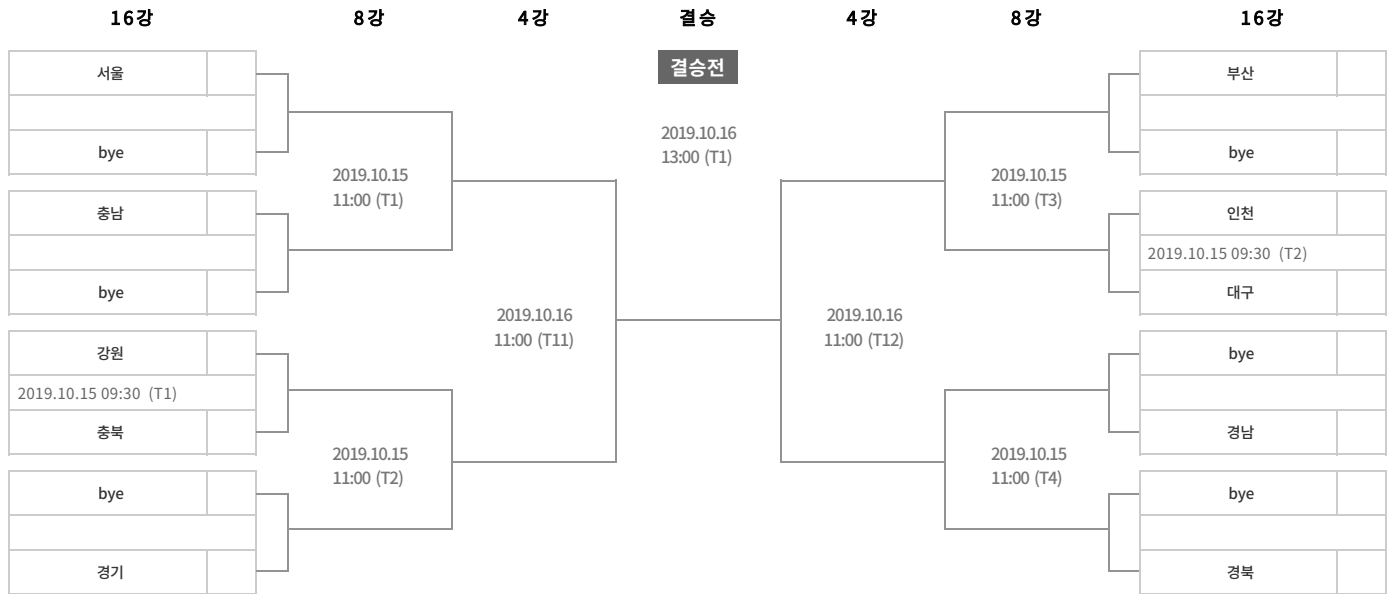 16강 8강 4강 결승 4강 8강 16강
결승전
서울
bye
충남
bye
강원
2019.10.15 09:30 (T1)
충북
bye
경기
2019.10.15
11:00 (T1)
2019.10.15
11:00 (T2)
2019.10.16
11:00 (T11)
2019.10.16
13:00 (T1)
2019.10.16
11:00 (T12)
2019.10.15
11:00 (T3)
2019.10.15
11:00 (T4)
부산
bye
인천
2019.10.15 09:30 (T2)
대구
bye
경남
bye
경북